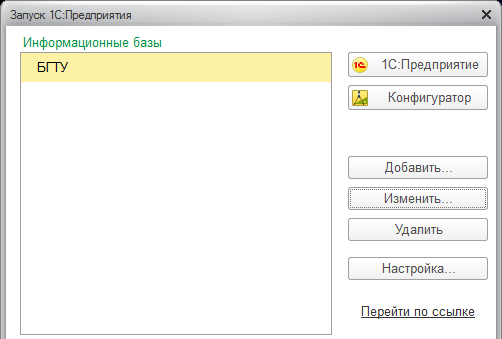 Запуск 1С:Предприятия
Информационные базы
БГТУ
1С:Предприятие
Конфигуратор
Добавить...
Изменить...
Удалить
Настройка...
Перейти по ссылке